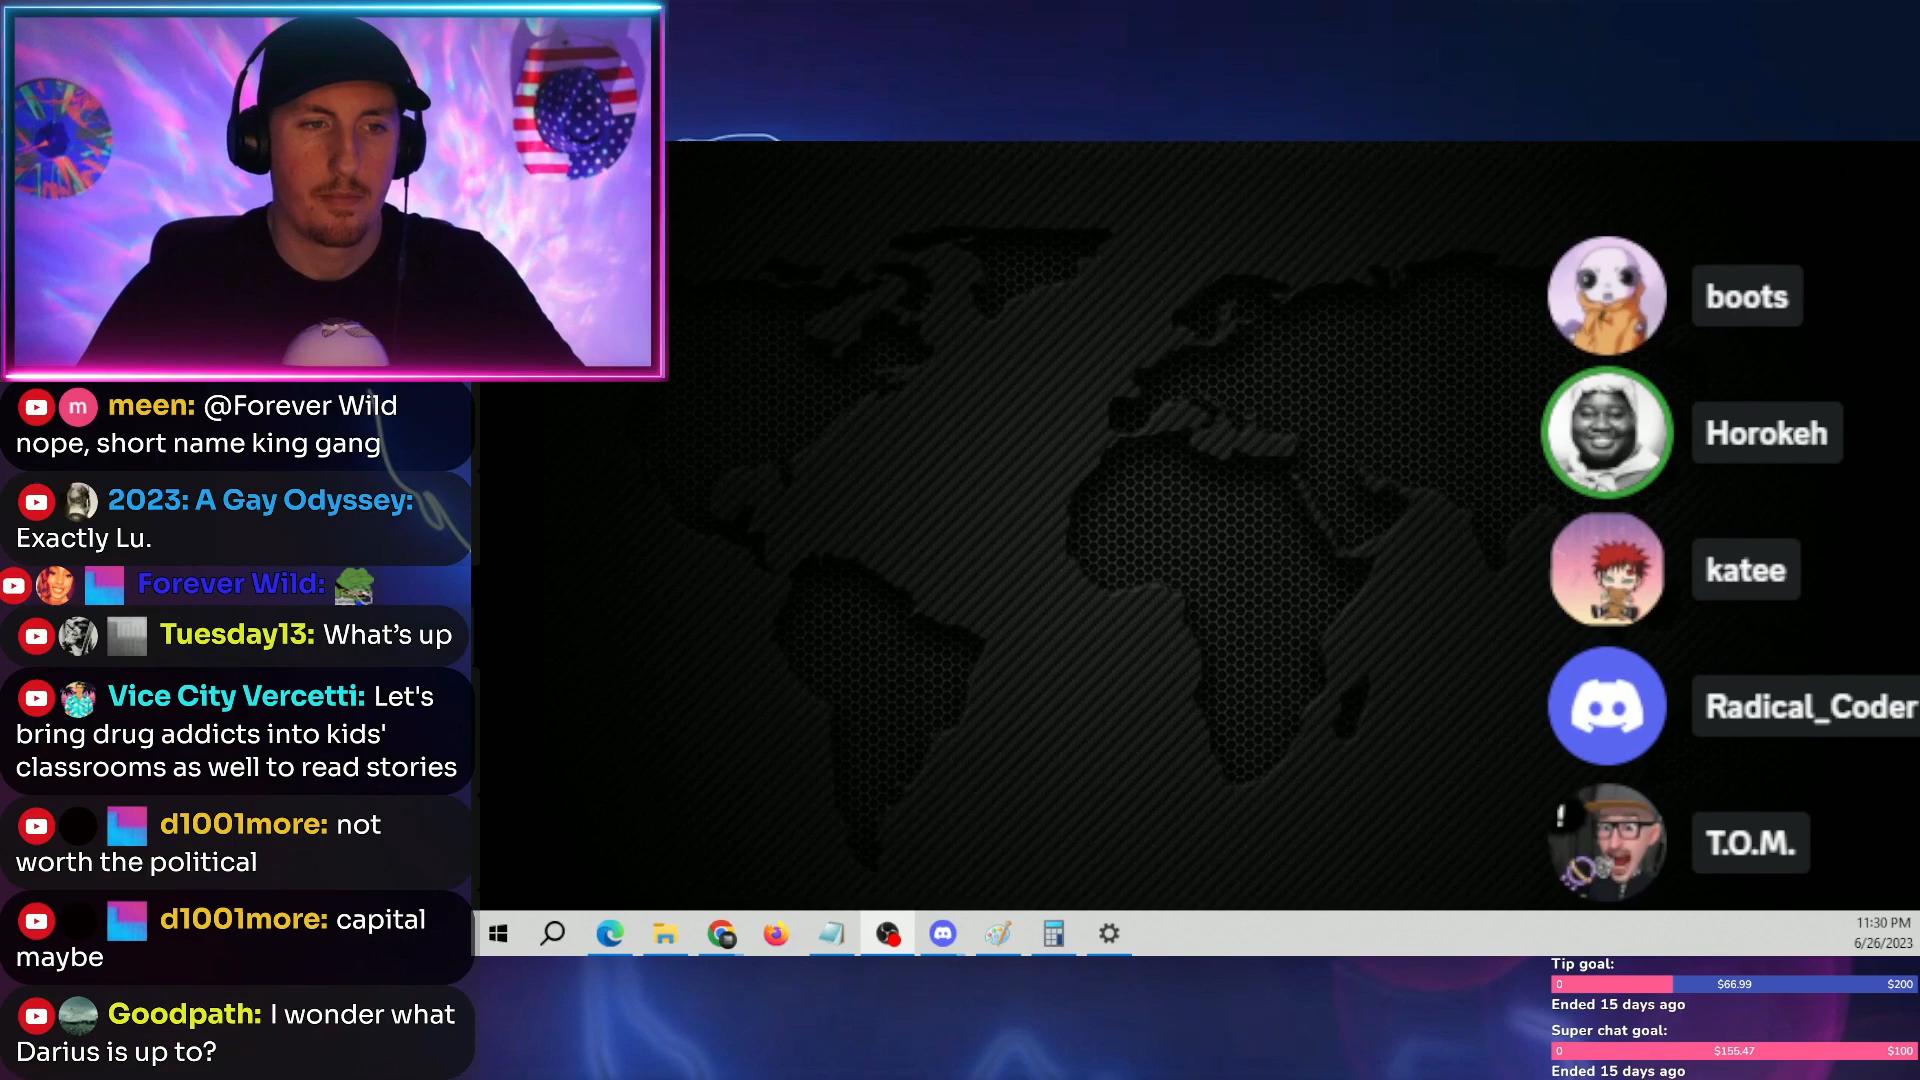 m meen: @Forever Wild
nope, short name king gang
2023: A Gay Odyssey:
Exactly Lu.
Forever Wild:
Tuesday13: What's up
Vice City Vercetti: Let's
bring drug addicts into kids'
classrooms as well to read stories
d1001more: not
worth the political
d1001more: capital
maybe
Goodpath: I wonder what
Darius is up to?
boots
Horokeh
katee
Radical_Coder
!
T.O.M.
11:30 PM
6/26/2023
Tip goal:
0 $66.99 $200
Ended 15 days ago
Super chat goal:
0 $155.47 $100
Ended 15 days ago